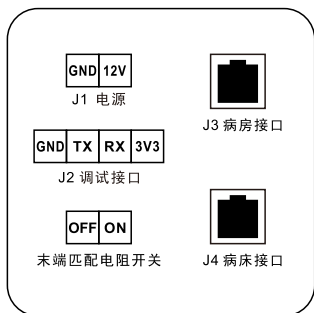 GND 12V
J1 电源
J3 病房接口
GND TX RX 3V3
J2 调试接口
OFF ON
末端匹配电阻开关
J4 病床接口